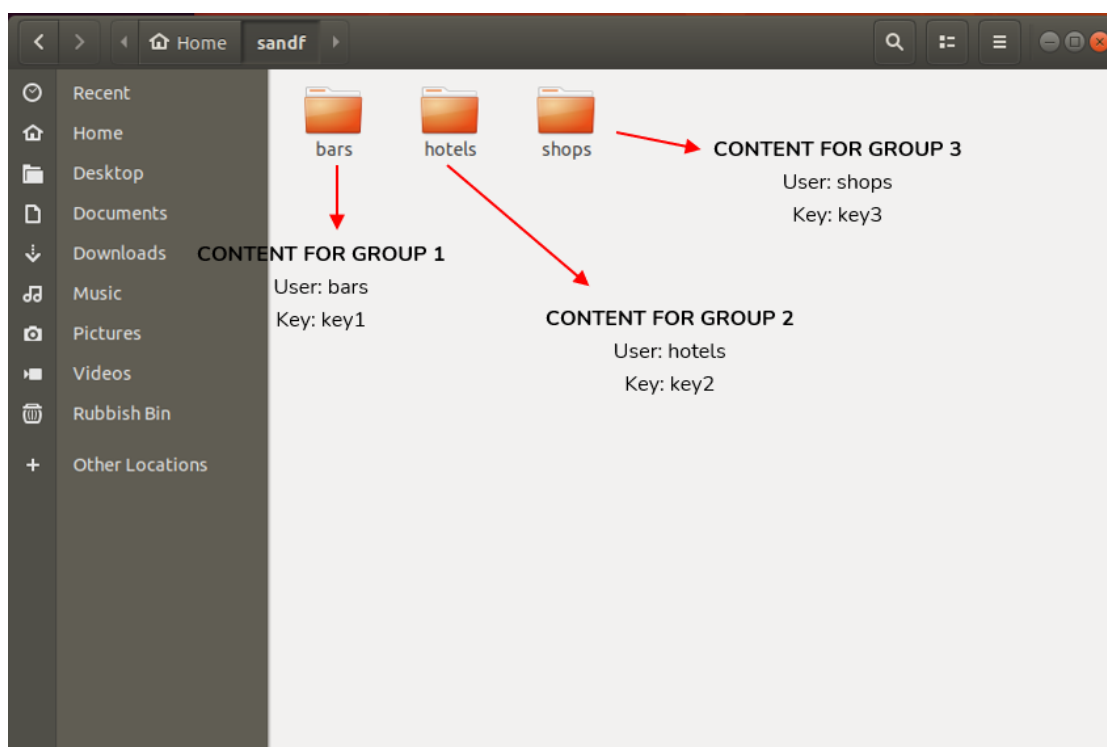 Home sandf
Recent
Home
Desktop
Documents
Downloads
Music
Pictures
Videos
Rubbish Bin
Other Locations
bars hotels shops
CONTENT FOR GROUP 3
User: shops
Key: key3
CONTENT FOR GROUP 1
User: bars
Key: key1
CONTENT FOR GROUP 2
User: hotels
Key: key2